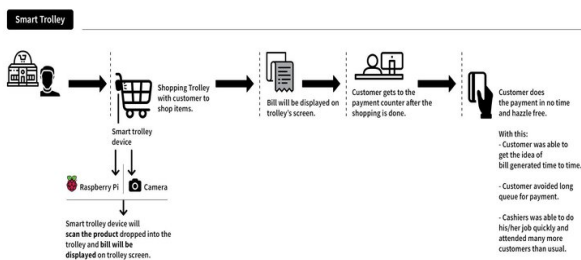 Smart Trolley
Shopping Trolley
with customer to
shop items.
Smart trolley
device
Raspberry Pi
Camera
Smart trolley device will
scan the product dropped into the
trolley and bill will be
displayed on trolley screen.
Bill will be displayed on
trolley's screen.
Customer gets to the
payment counter after the
shopping is done.
Customer does
the payment in no time
and hazzle free.
With this:
- Customer was able to
get the idea of
bill generated time to time.
- Customer avoided long
queue for payment.
- Cashiers was able to do
his/her job quickly and
attended many more
customers than usual.